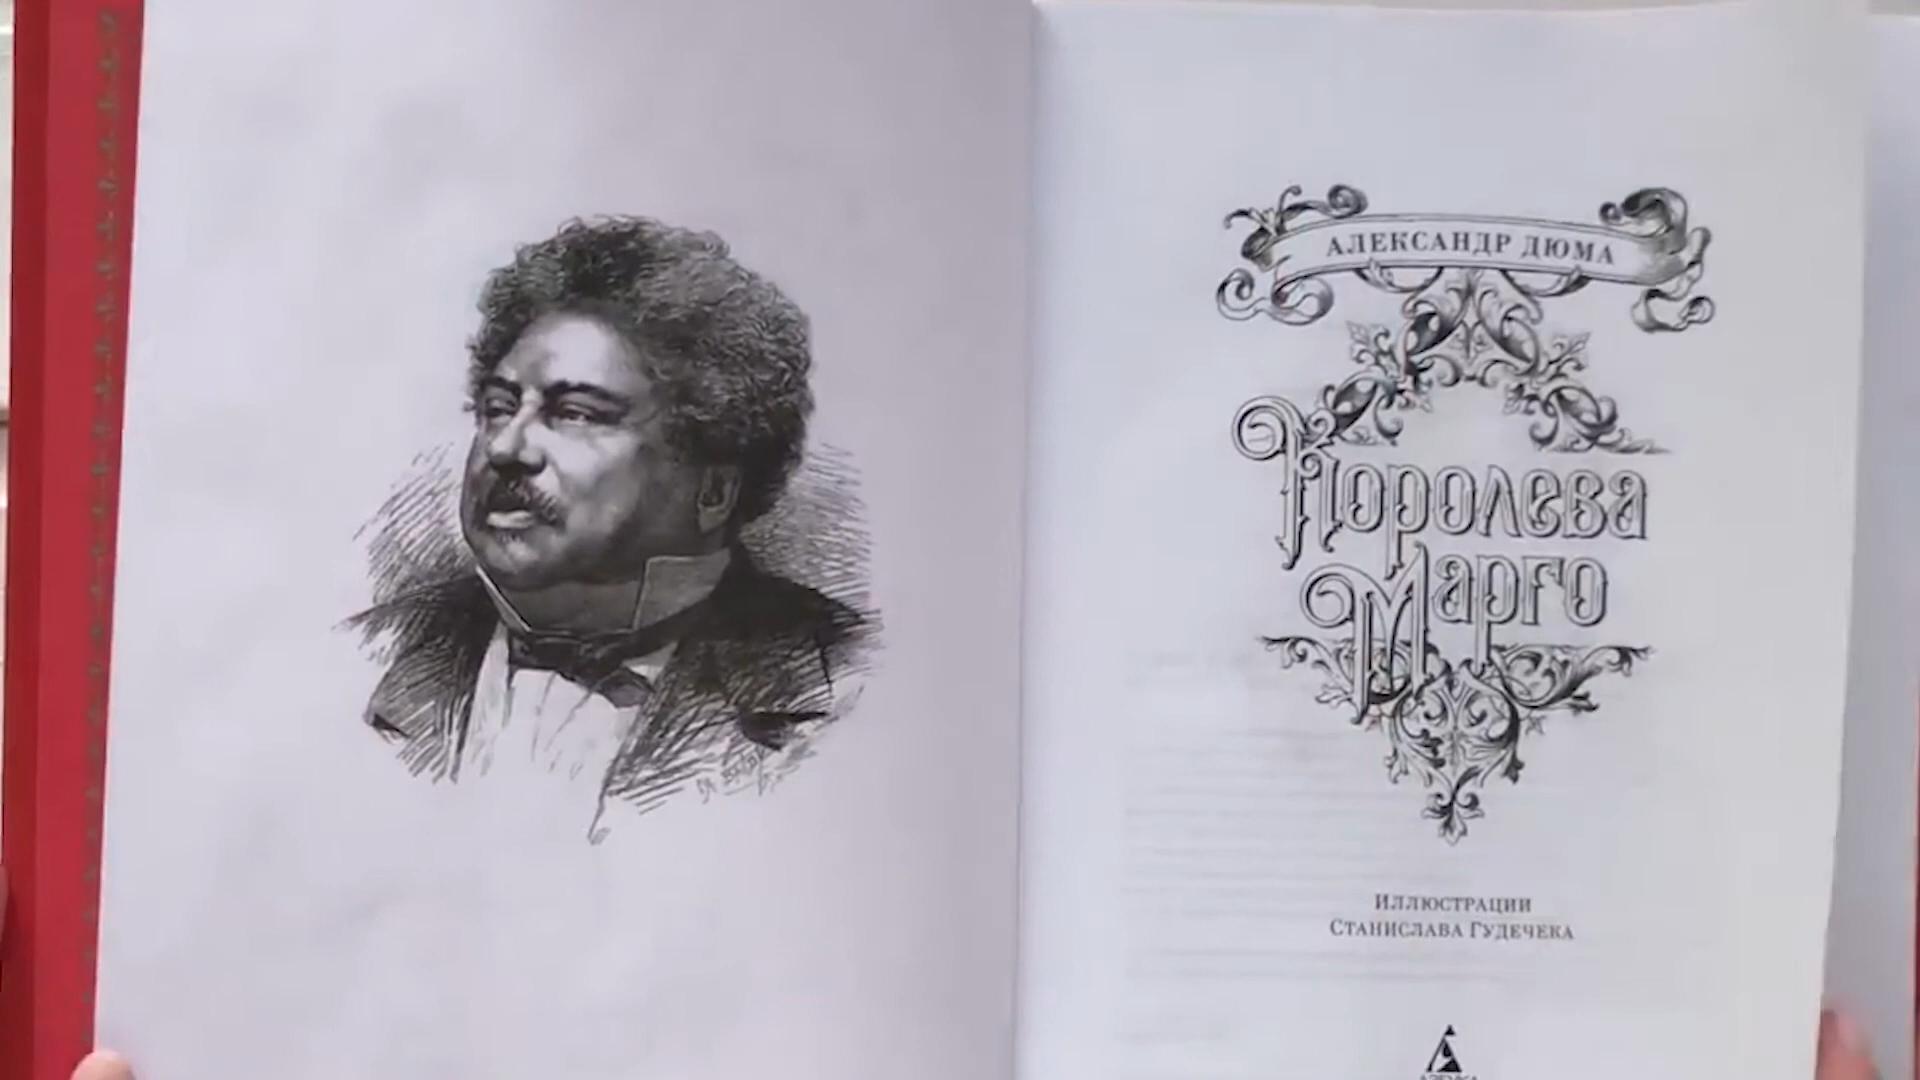 АЛЕКСАНДР ДЮМА
Королева
Марго
Иллюстрации
Станислава Гудечека